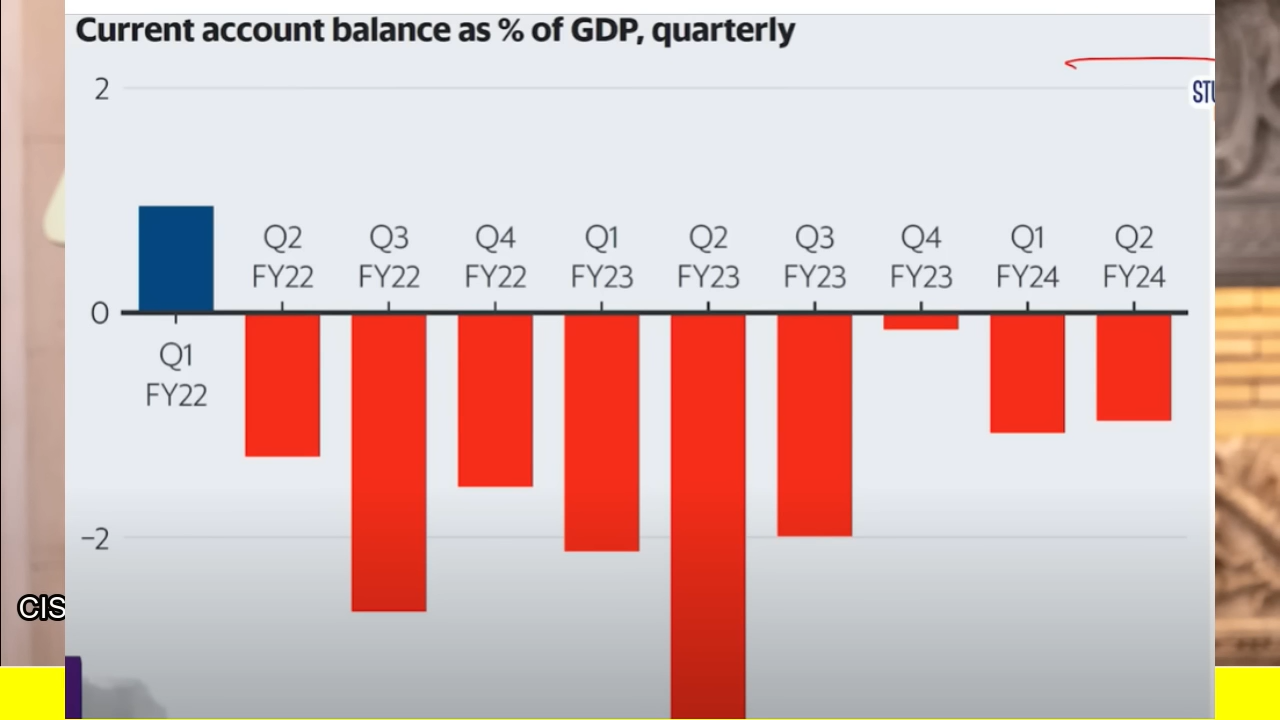 Current account balance as % of GDP, quarterly
2
Q2 Q3 Q4 Q1 Q2 Q3 Q4 Q1 Q2
FY22 FY22 FY22 FY23 FY23 FY23 FY23 FY24 FY24
0
Q1
FY22
−2
CIS